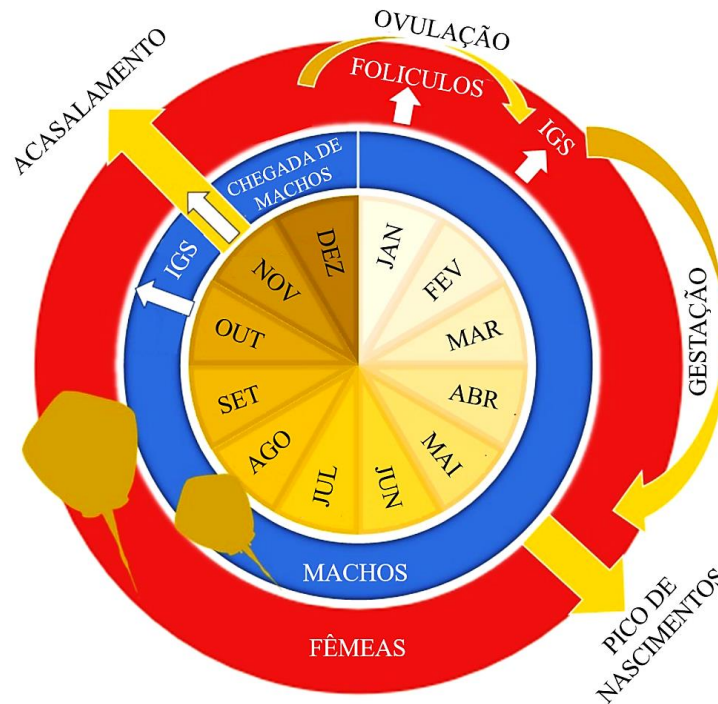 OVULAÇÃO
ACASALAMENTO
FOLICULOS
IGS
CHEGADA DE
MACHOS
IGS
GESTAÇÃO
JAN
FEV
MAR
ABR
MAI
JUN
JUL
AGO
SET
OUT
NOV
DEZ
MACHOS
FÊMEAS
PICO DE
NASCIMENTOS